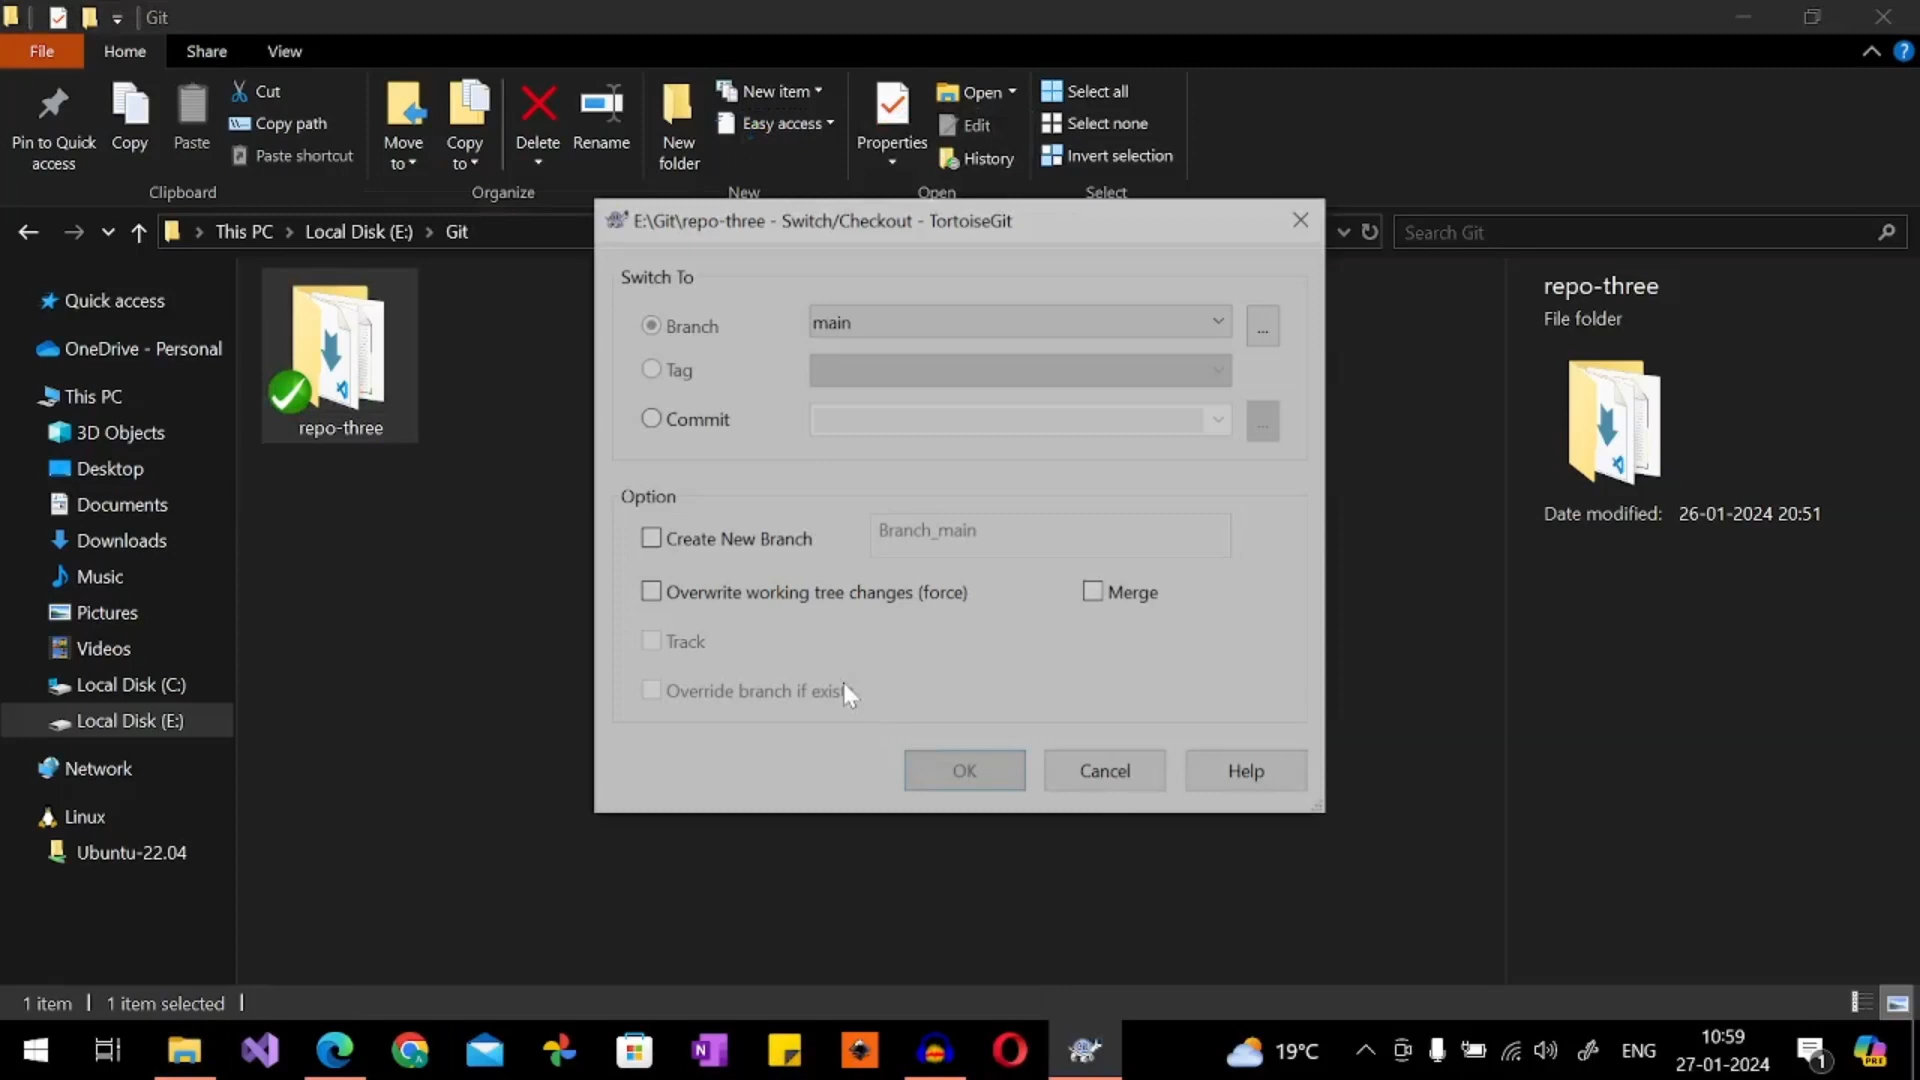 Git
File
Home
Share
View
Pin to Quick access
Copy
Paste
Cut
Copy path
Paste shortcut
Clipboard
Move to
Copy to
Delete
Rename
Organize
New folder
New item
Easy access
New
Properties
Open
Edit
History
Open
Select all
Select none
Invert selection
Select
This PC
Local Disk (E:)
Git
Search Git
Quick access
OneDrive - Personal
This PC
3D Objects
Desktop
Documents
Downloads
Music
Pictures
Videos
Local Disk (C:)
Local Disk (E:)
Network
Linux
Ubuntu-22.04
repo-three
E:\Git\repo-three - Switch/Checkout - TortoiseGit
Switch To
Branch
main
...
Tag
Commit
...
Option
Create New Branch
Branch_main
Overwrite working tree changes (force)
Merge
Track
Override branch if exis
OK
Cancel
Help
repo-three
File folder
Date modified: 26-01-2024 20:51
1 item
1 item selected
19°C
ENG
10:59
27-01-2024
1
PRE